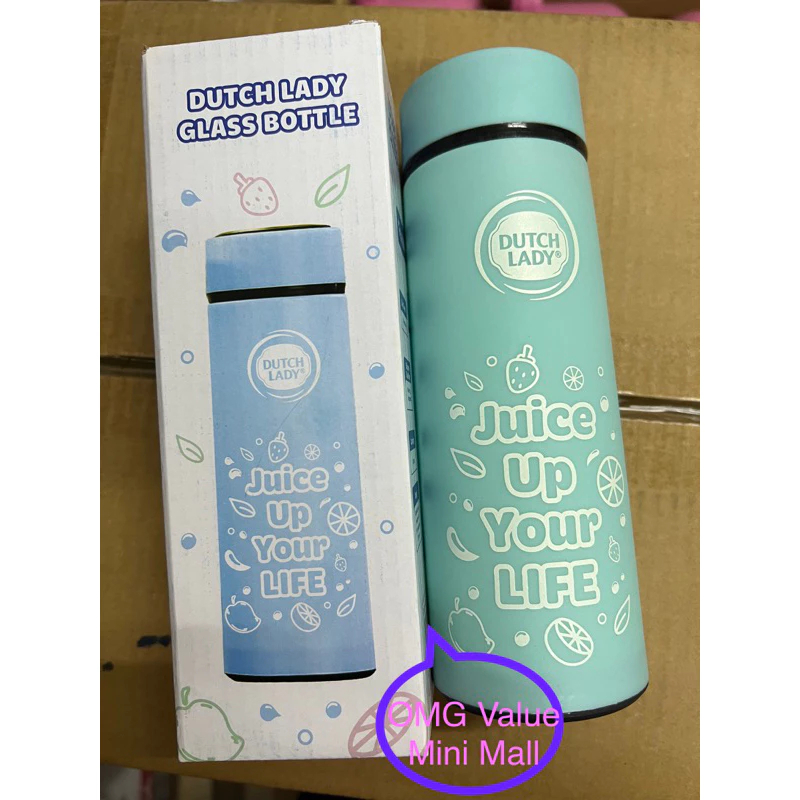 DUTCH LADY
GLASS BOTTLE
DUTCH
LADY®
Juice
Up
Your
LIFE
DUTCH
LADY®
Juice
Up
Your
LIFE
OMG Value
Mini Mall